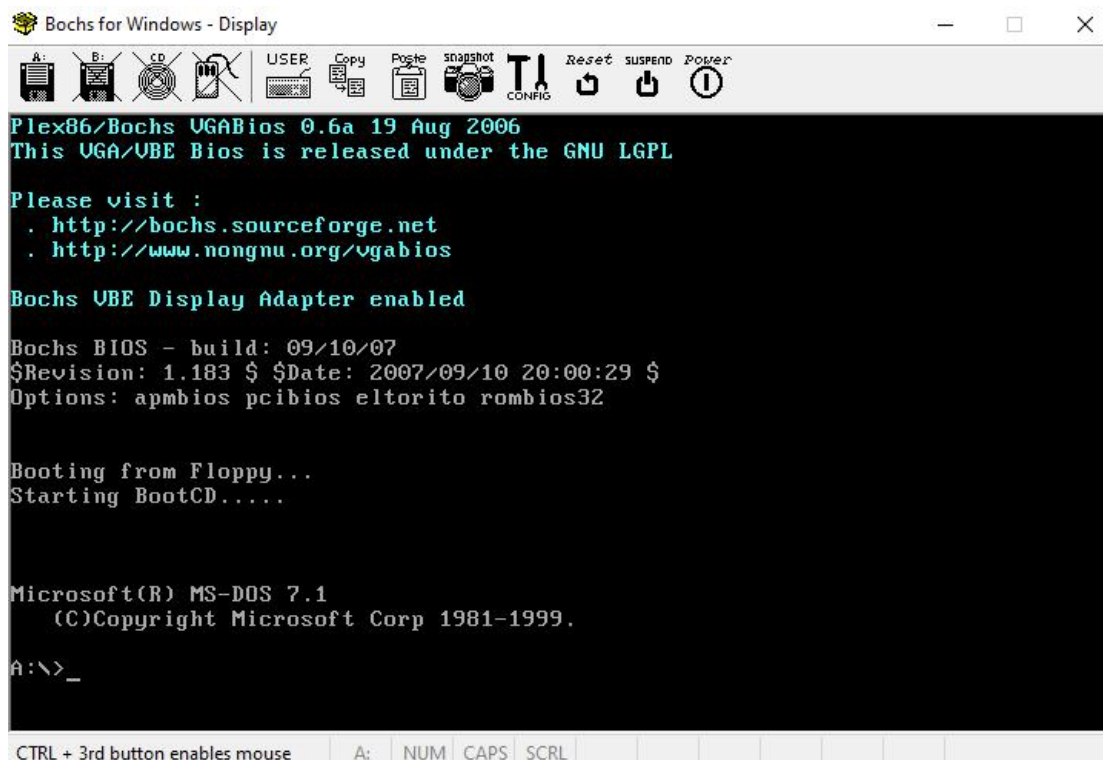 Bochs for Windows - Display
A: B: CD USER Copy Paste snapshot CONFIG Reset SUSPEND Power
Plex86/Bochs VGABios 0.6a 19 Aug 2006
This VGA/VBE Bios is released under the GNU LGPL
Please visit :
. http://bochs.sourceforge.net
. http://www.nongnu.org/vgabios
Bochs VBE Display Adapter enabled
Bochs BIOS - build: 09/10/07
$Revision: 1.183 $ $Date: 2007/09/10 20:00:29 $
Options: apmbios pcibios eltorito rombios32
Booting from Floppy...
Starting BootCD.....
Microsoft(R) MS-DOS 7.1
(C)Copyright Microsoft Corp 1981-1999.
A:\>_
CTRL + 3rd button enables mouse A: NUM CAPS SCRL